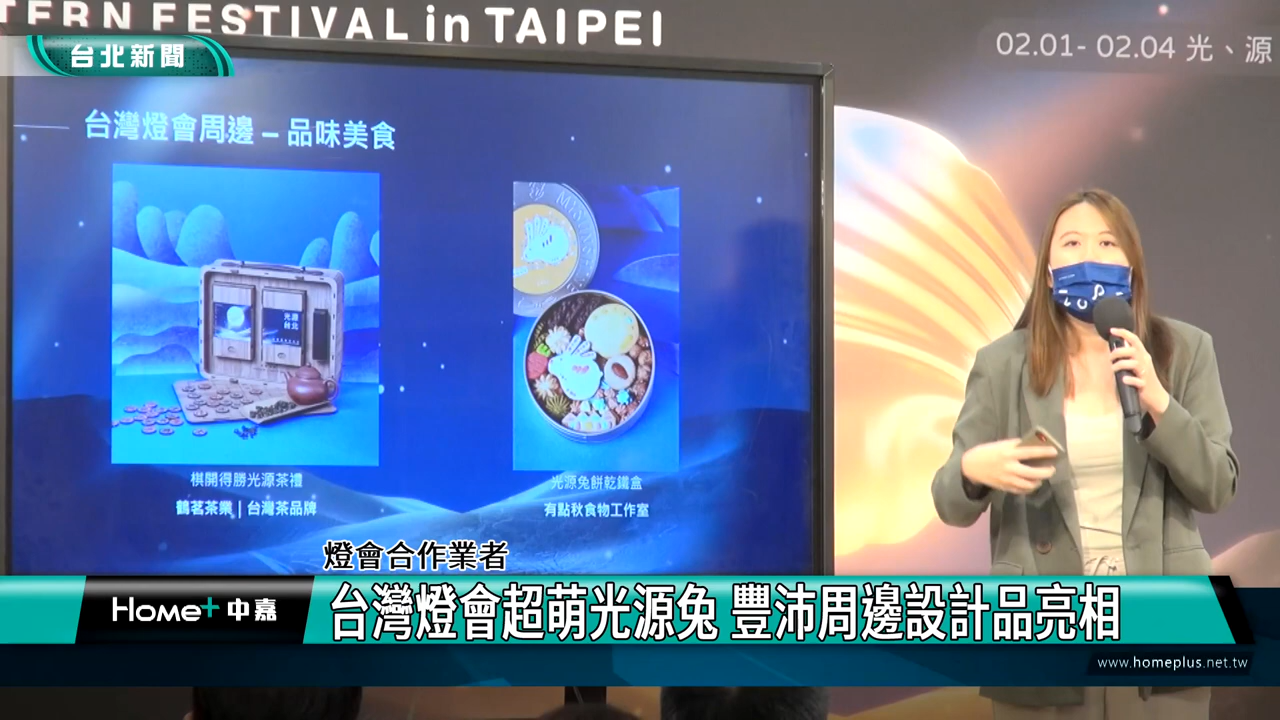 TERN FESTIVAL in TAIPEI
02.01- 02.04 光、源
台北新聞
台灣燈會周邊 – 品味美食
光源
台北
棋開得勝光源茶禮
鶴茗茶業 | 台灣茶品牌
光源兔餅乾鐵盒
有點秋食物工作室
燈會合作業者
Home+ 中嘉
台灣燈會超萌光源兔 豐沛周邊設計品亮相
www.homeplus.net.tw